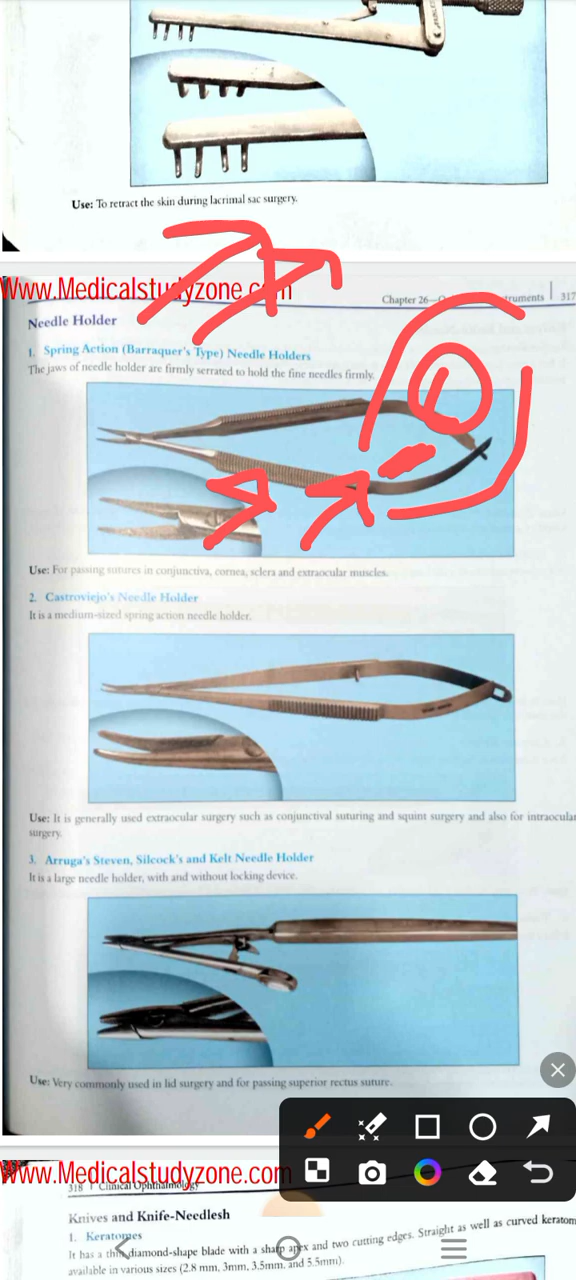 Use: To retract the skin during lacrimal sac surgery.
Www.Medicalstudyzone.com
Chapter 26—O
truments | 317
Needle Holder
1. Spring Action (Barraquer's Type) Needle Holders
The jaws of needle holder are firmly serrated to hold the fine needles firmly.
Use: For passing sutures in conjunctiva, cornea, sclera and extraocular muscles.
2. Castroviejo's Needle Holder
It is a medium-sized spring action needle holder.
Use: It is generally used extraocular surgery such as conjunctival suturing and squint surgery and also for intraocular
surgery.
3. Arruga's Steven, Silcock's and Kelt Needle Holder
It is a large needle holder, with and without locking device.
Use: Very commonly used in lid surgery and for passing superior rectus suture.
Www.Medicalstudyzone.com
318 | Clinical Ophthalmology
Knives and Knife-Needlesh
1. Keratomes
It has a thin diamond-shape blade with a sharp apex and two cutting edges. Straight as well as curved keratom
available in various sizes (2.8 mm, 3mm, 3.5mm, and 5.5mm).